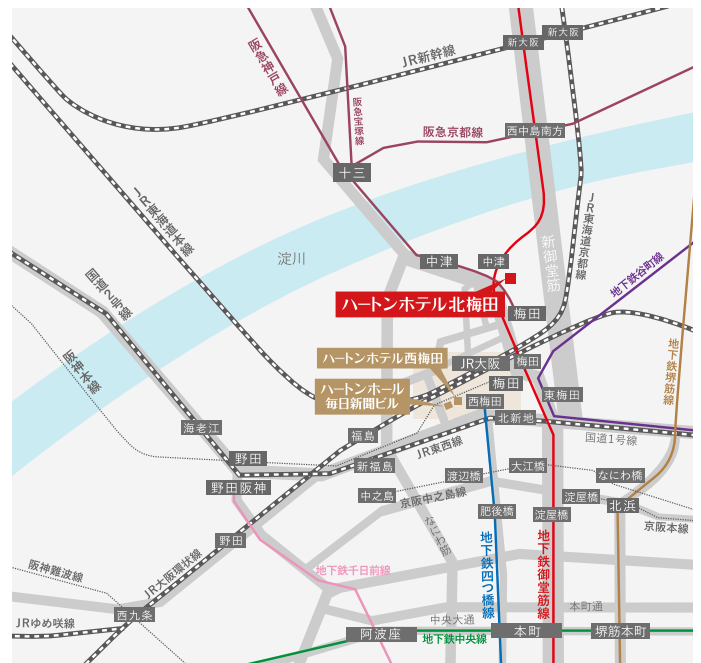 新大阪
新大阪
阪急神戸線
JR新幹線
阪急宝塚線
阪急京都線
西中島南方
十三
JR東海道本線
JR東海道京都線
新御堂筋
淀川
中津
中津
地下鉄谷町線
国道2号線
ハートンホテル北梅田
梅田
阪神本線
ハートンホテル西梅田
JR大阪
梅田
地下鉄堺筋線
ハートンホール
毎日新聞ビル
梅田
西梅田
東梅田
北新地
海老江
福島
国道1号線
JR東西線
野田
新福島
大江橋
渡辺橋
なにわ橋
野田阪神
中之島
京阪中之島線
淀屋橋
北浜
肥後橋
淀屋橋
京阪本線
なにわ筋
野田
地下鉄四つ橋線
地下鉄御堂筋線
阪神難波線
JR大阪環状線
地下鉄千日前線
西九条
本町通
JRゆめ咲線
中央大通
阿波座
地下鉄中央線
本町
堺筋本町